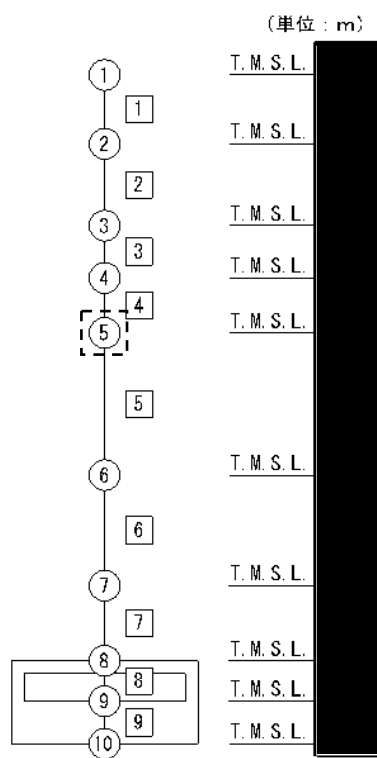 (単位：m)
① T.M.S.L.
1
② T.M.S.L.
2
③ T.M.S.L.
3
④ T.M.S.L.
4
⑤ T.M.S.L.
5
⑥ T.M.S.L.
6
⑦ T.M.S.L.
7
⑧ T.M.S.L.
8
⑨ T.M.S.L.
9
⑩ T.M.S.L.